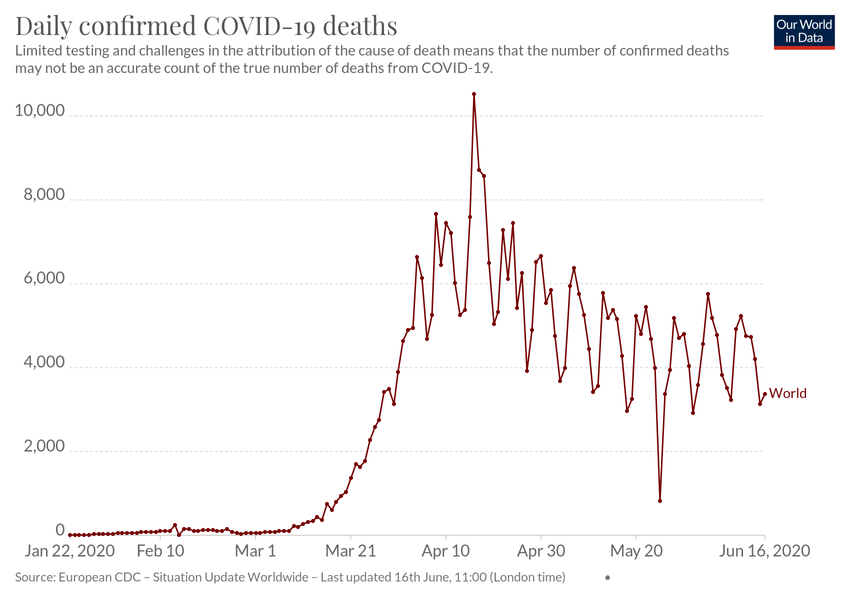 Daily confirmed COVID-19 deaths
Our World
in Data
Limited testing and challenges in the attribution of the cause of death means that the number of confirmed deaths
may not be an accurate count of the true number of deaths from COVID-19.
10,000
8,000
6,000
4,000
2,000
0
World
Jan 22, 2020 Feb 10 Mar 1 Mar 21 Apr 10 Apr 30 May 20 Jun 16, 2020
Source: European CDC – Situation Update Worldwide – Last updated 16th June, 11:00 (London time) •